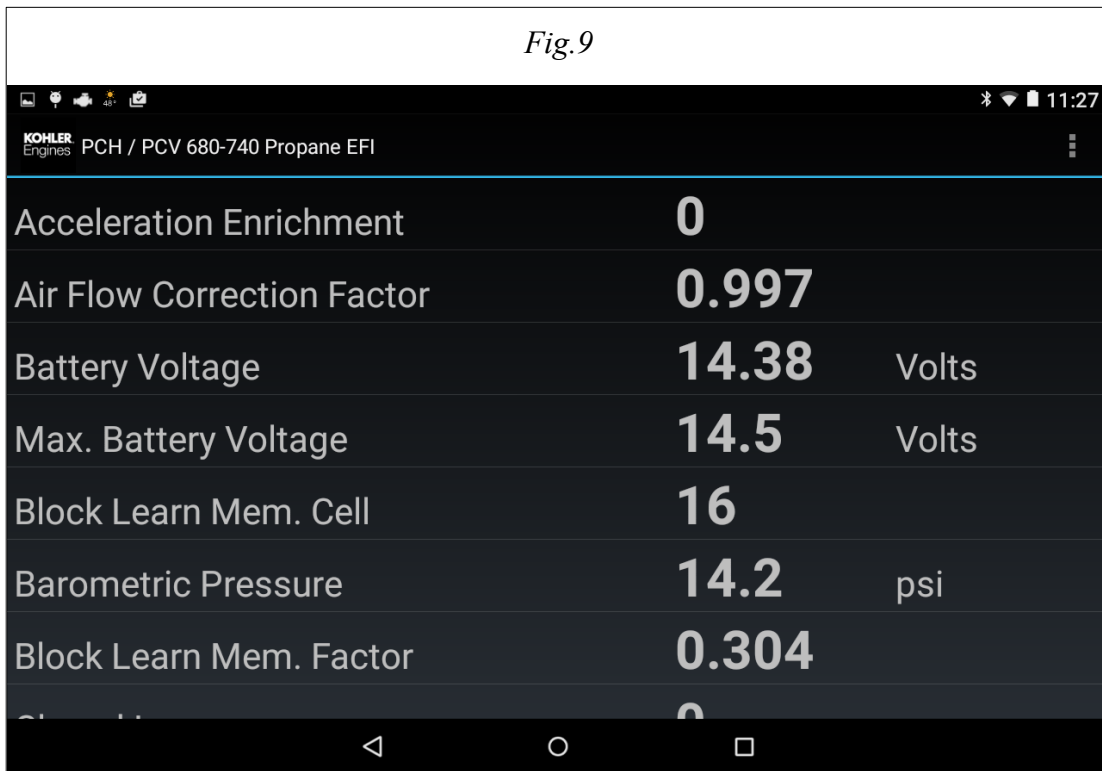 Fig.9
48°
11:27
KOHLER
Engines
PCH / PCV 680-740 Propane EFI
Acceleration Enrichment 0
Air Flow Correction Factor 0.997
Battery Voltage 14.38 Volts
Max. Battery Voltage 14.5 Volts
Block Learn Mem. Cell 16
Barometric Pressure 14.2 psi
Block Learn Mem. Factor 0.304